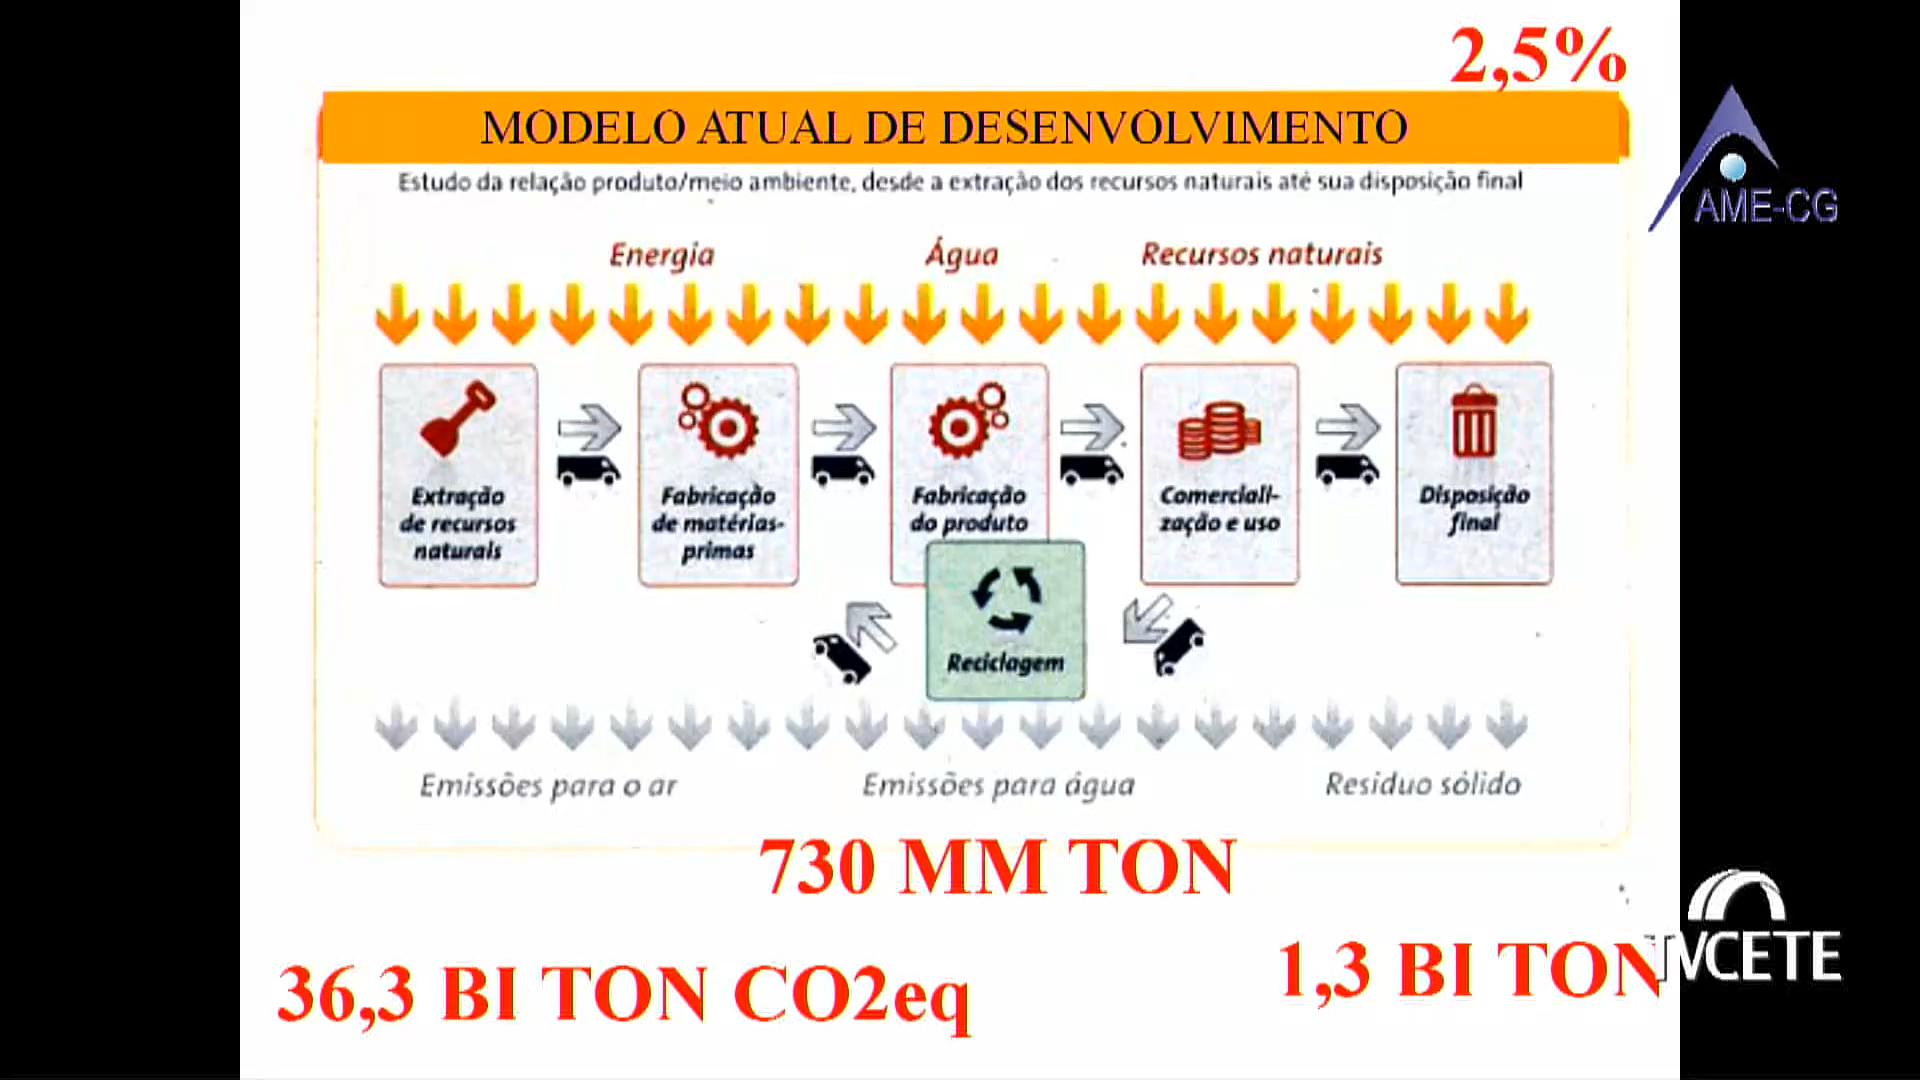 2,5%
MODELO ATUAL DE DESENVOLVIMENTO
AME-CG
Estudo da relação produto/meio ambiente, desde a extração dos recursos naturais até sua disposição final
Energia
Água
Recursos naturais
Extração
de recursos
naturais
Fabricação
de matérias-
primas
Fabricação
do produto
Comerciali-
zação e uso
Disposição
final
Reciclagem
Emissões para o ar
Emissões para água
Resíduo sólido
730 MM TON
36,3 BI TON CO2eq
1,3 BI TON
TVCETE